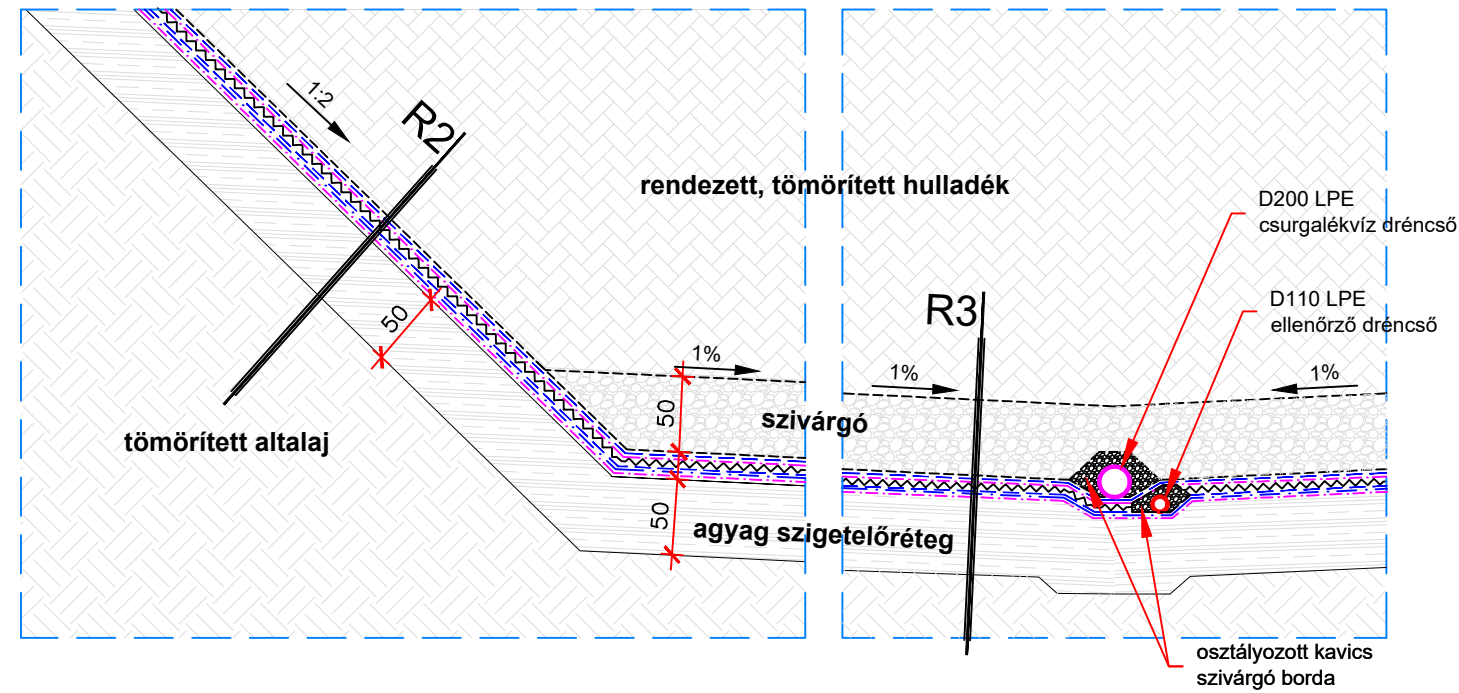 1:2
R2
rendezett, tömörített hulladék
D200 LPE
csurgalékvíz dréncső
D110 LPE
ellenőrző dréncső
R3
50
1%
1%
1%
50
szivárgó
tömörített altalaj
50
agyag szigetelőréteg
osztályozott kavics
szivárgó borda